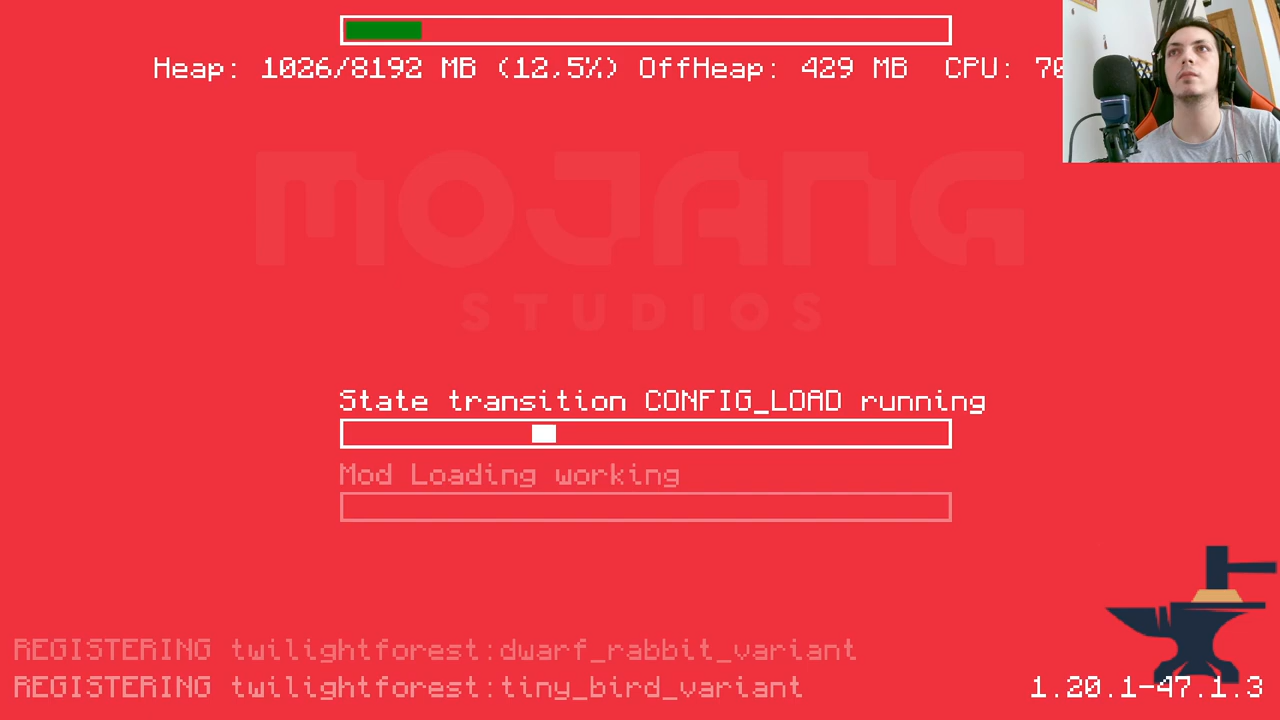 Heap: 1026/8192 MB (12,5%) OffHeap: 429 MB CPU: 70
MOJANG
STUDIOS
State transition CONFIG_LOAD running
Mod Loading working
REGISTERING twilightforest:dwarf_rabbit_variant
REGISTERING twilightforest:tiny_bird_variant
1.20.1-47.1.3